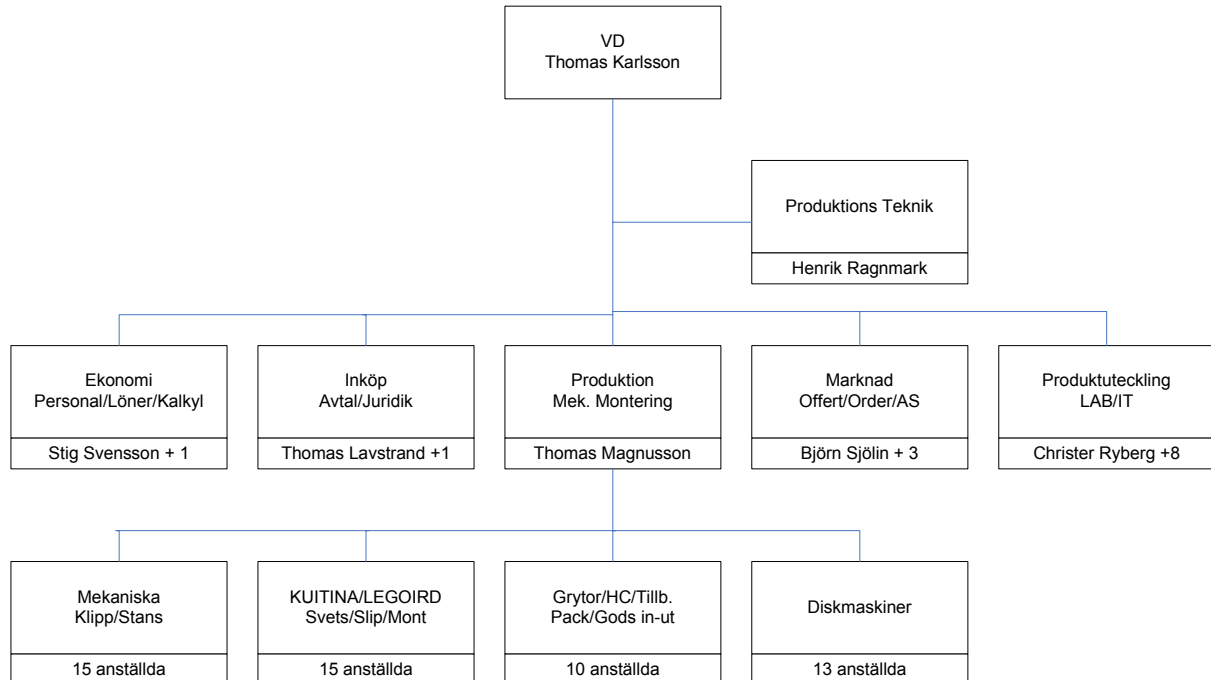 VD
Thomas Karlsson
Produktions Teknik
Henrik Ragnmark
Ekonomi
Personal/Löner/Kalkyl
Stig Svensson + 1
Inköp
Avtal/Juridik
Thomas Lavstrand +1
Produktion
Mek. Montering
Thomas Magnusson
Marknad
Offert/Order/AS
Björn Sjölin + 3
Produktuteckling
LAB/IT
Christer Ryberg +8
Mekaniska
Klipp/Stans
15 anställda
KUITINA/LEGOIRD
Svets/Slip/Mont
15 anställda
Grytor/HC/Tillb.
Pack/Gods in-ut
10 anställda
Diskmaskiner
13 anställda